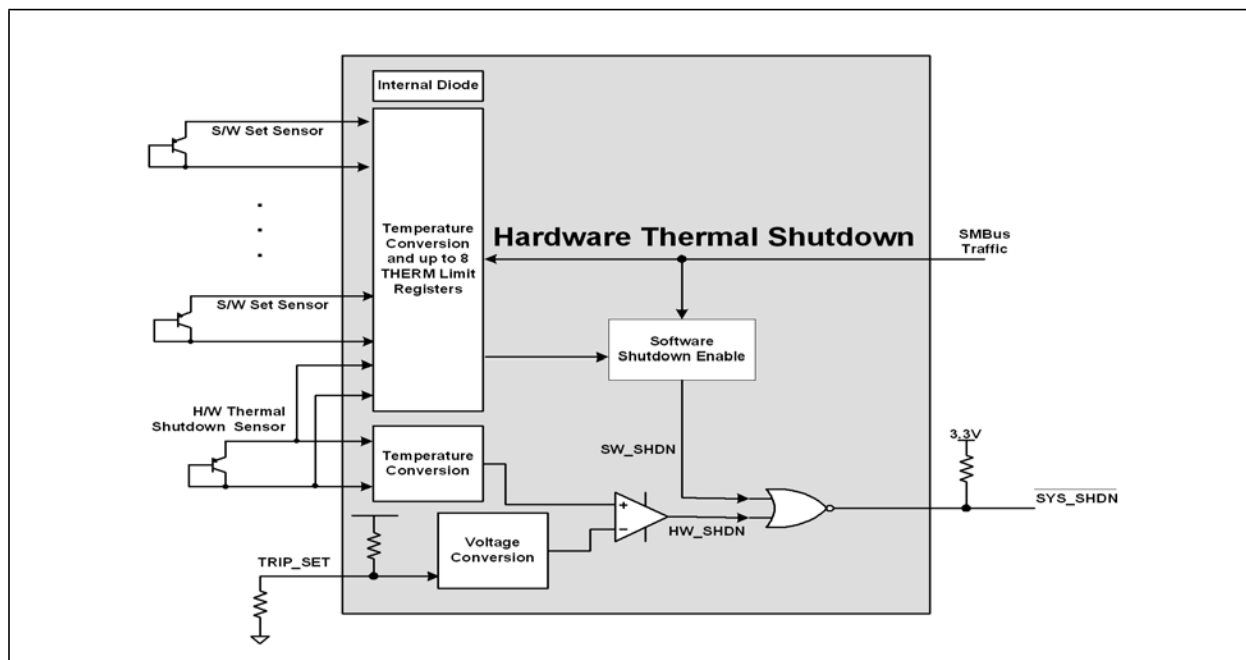 Internal Diode
S/W Set Sensor
Temperature
Conversion
and up to 8
THERM Limit
Registers
Hardware Thermal Shutdown
SMBus
Traffic
S/W Set Sensor
Software
Shutdown Enable
H/W Thermal
Shutdown Sensor
Temperature
Conversion
SW_SHDN
3.3V
SYS_SHDN
+
−
HW_SHDN
Voltage
Conversion
TRIP_SET